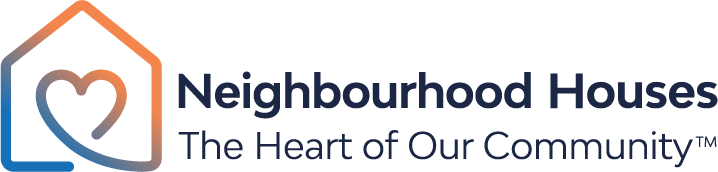 Neighbourhood Houses
The Heart of Our Community™